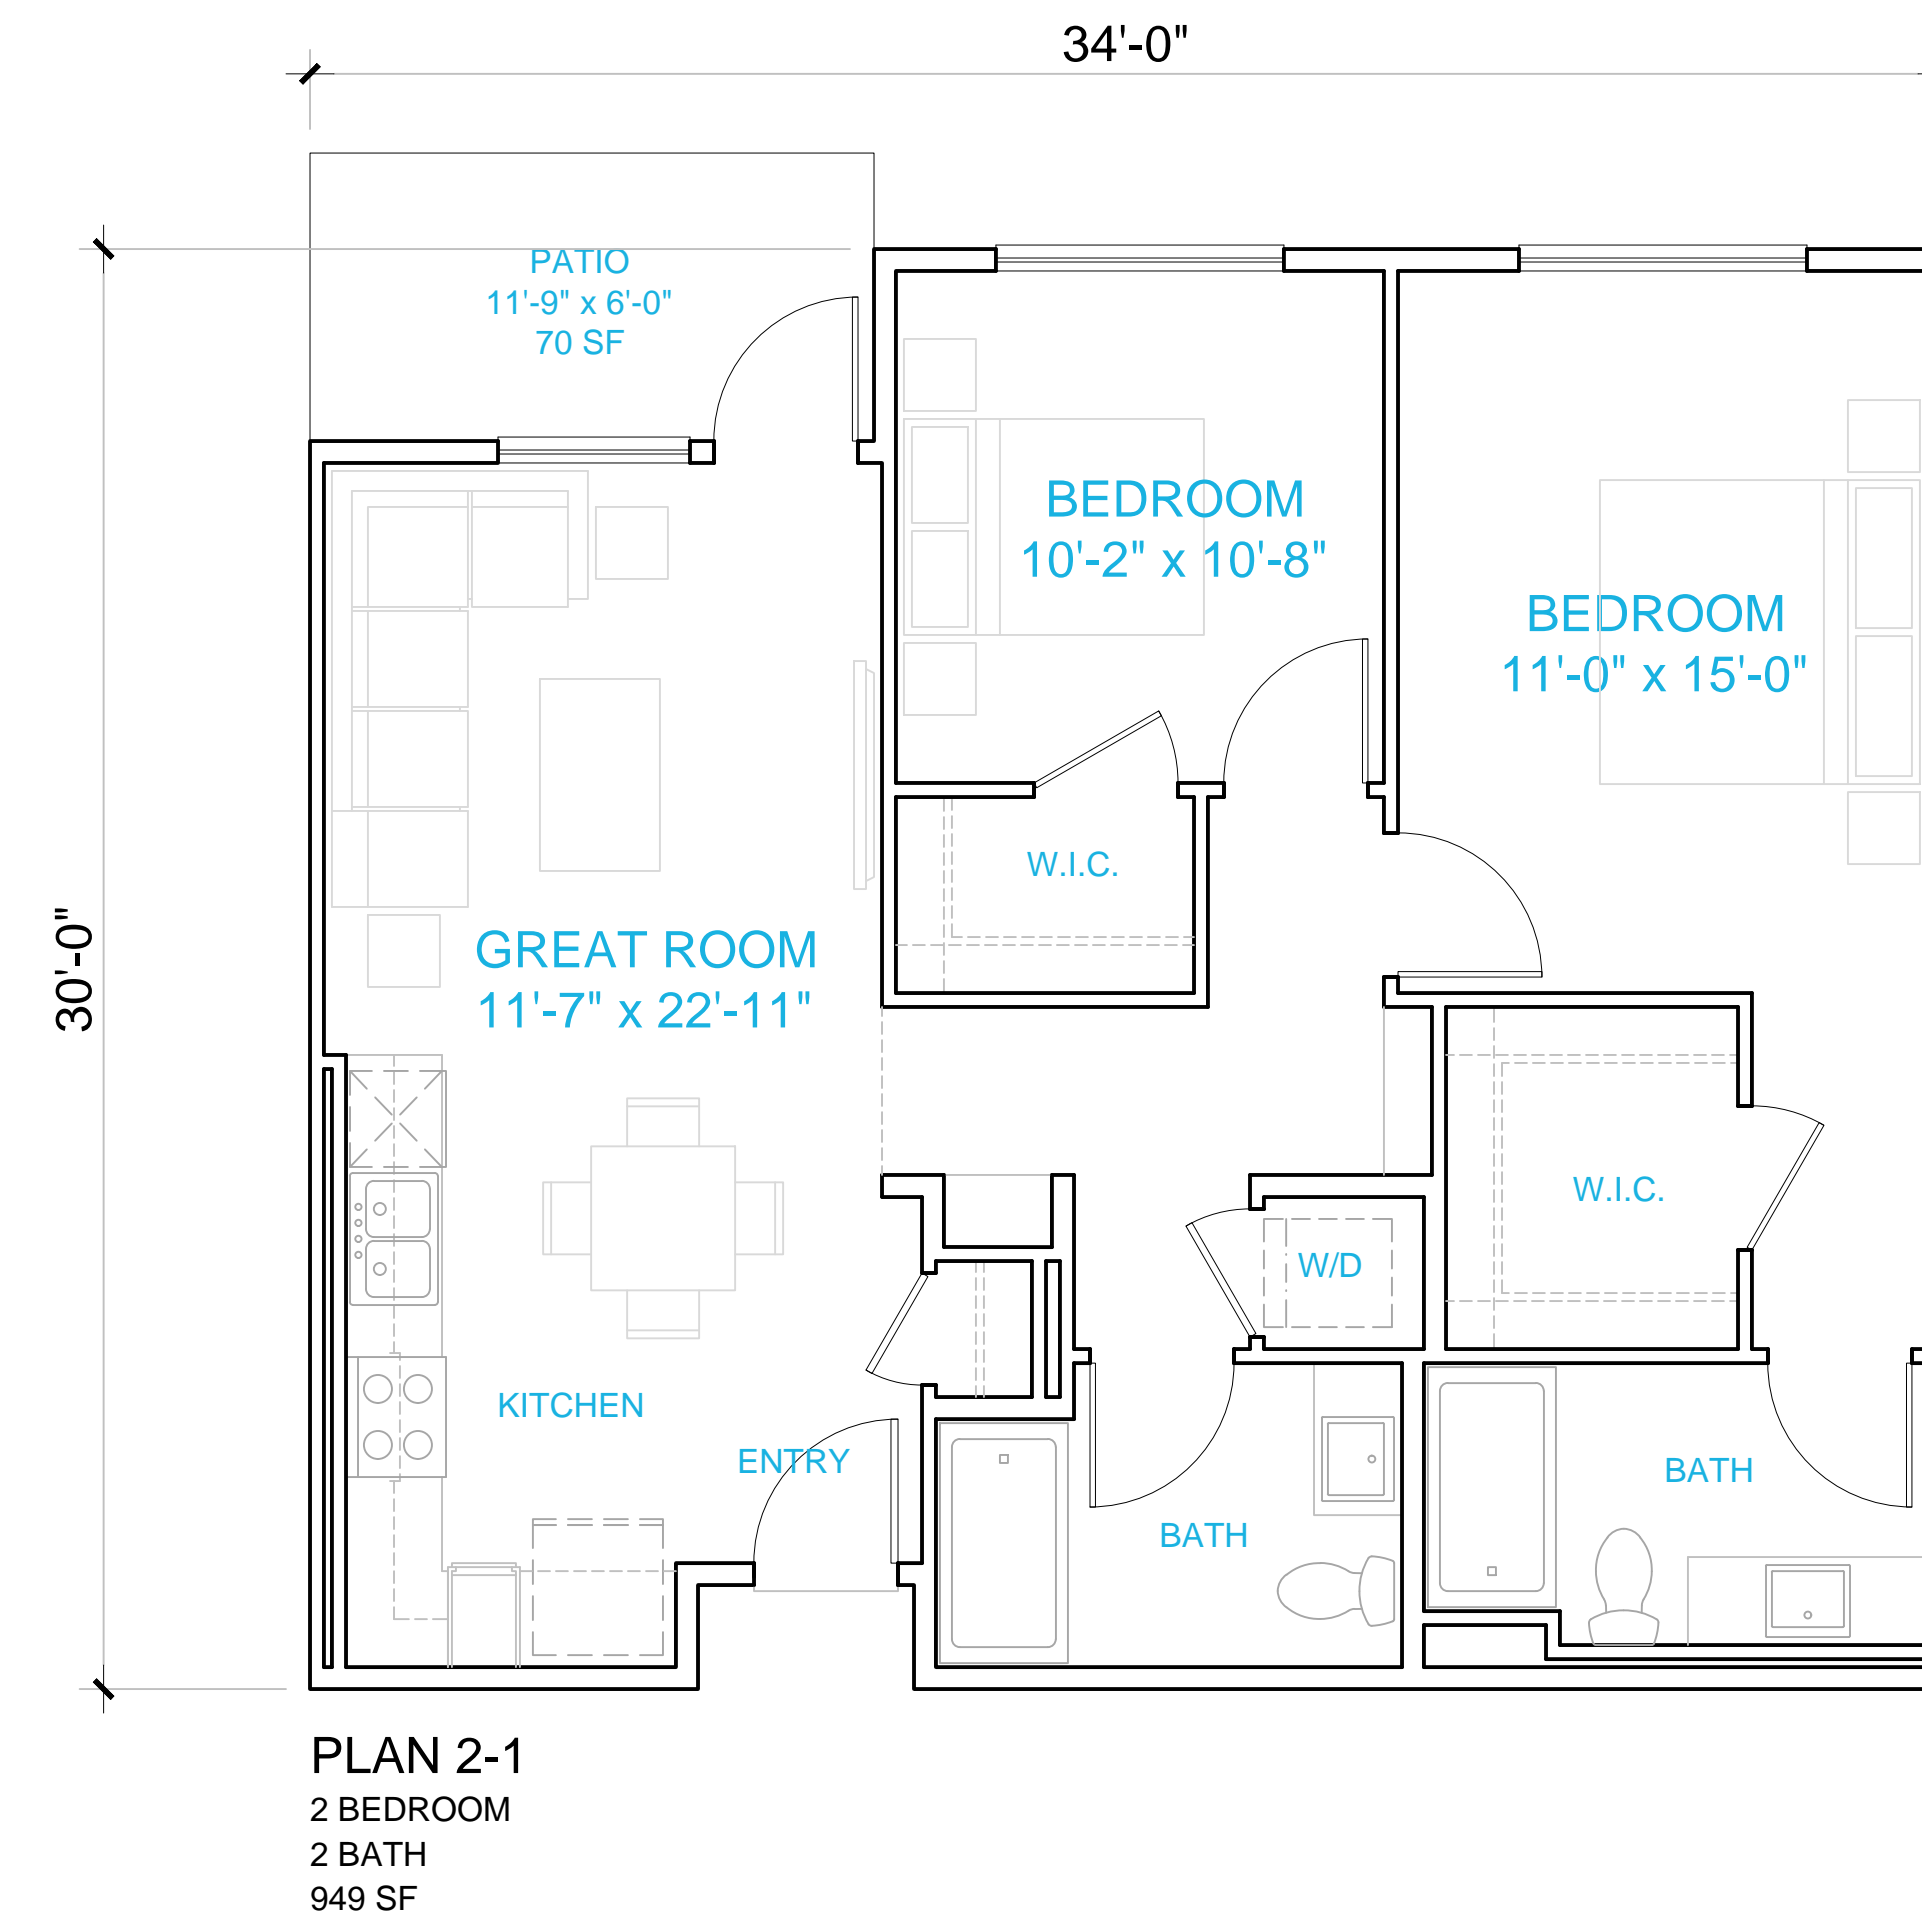 34'-0"
PATIO
11'-9" x 6'-0"
70 SF
BEDROOM
10'-2" x 10'-8"
BEDROOM
11'-0" x 15'-0"
W.I.C.
30'-0"
GREAT ROOM
11'-7" x 22'-11"
W.I.C.
W/D
KITCHEN
ENTRY
BATH
BATH
PLAN 2-1
2 BEDROOM
2 BATH
949 SF